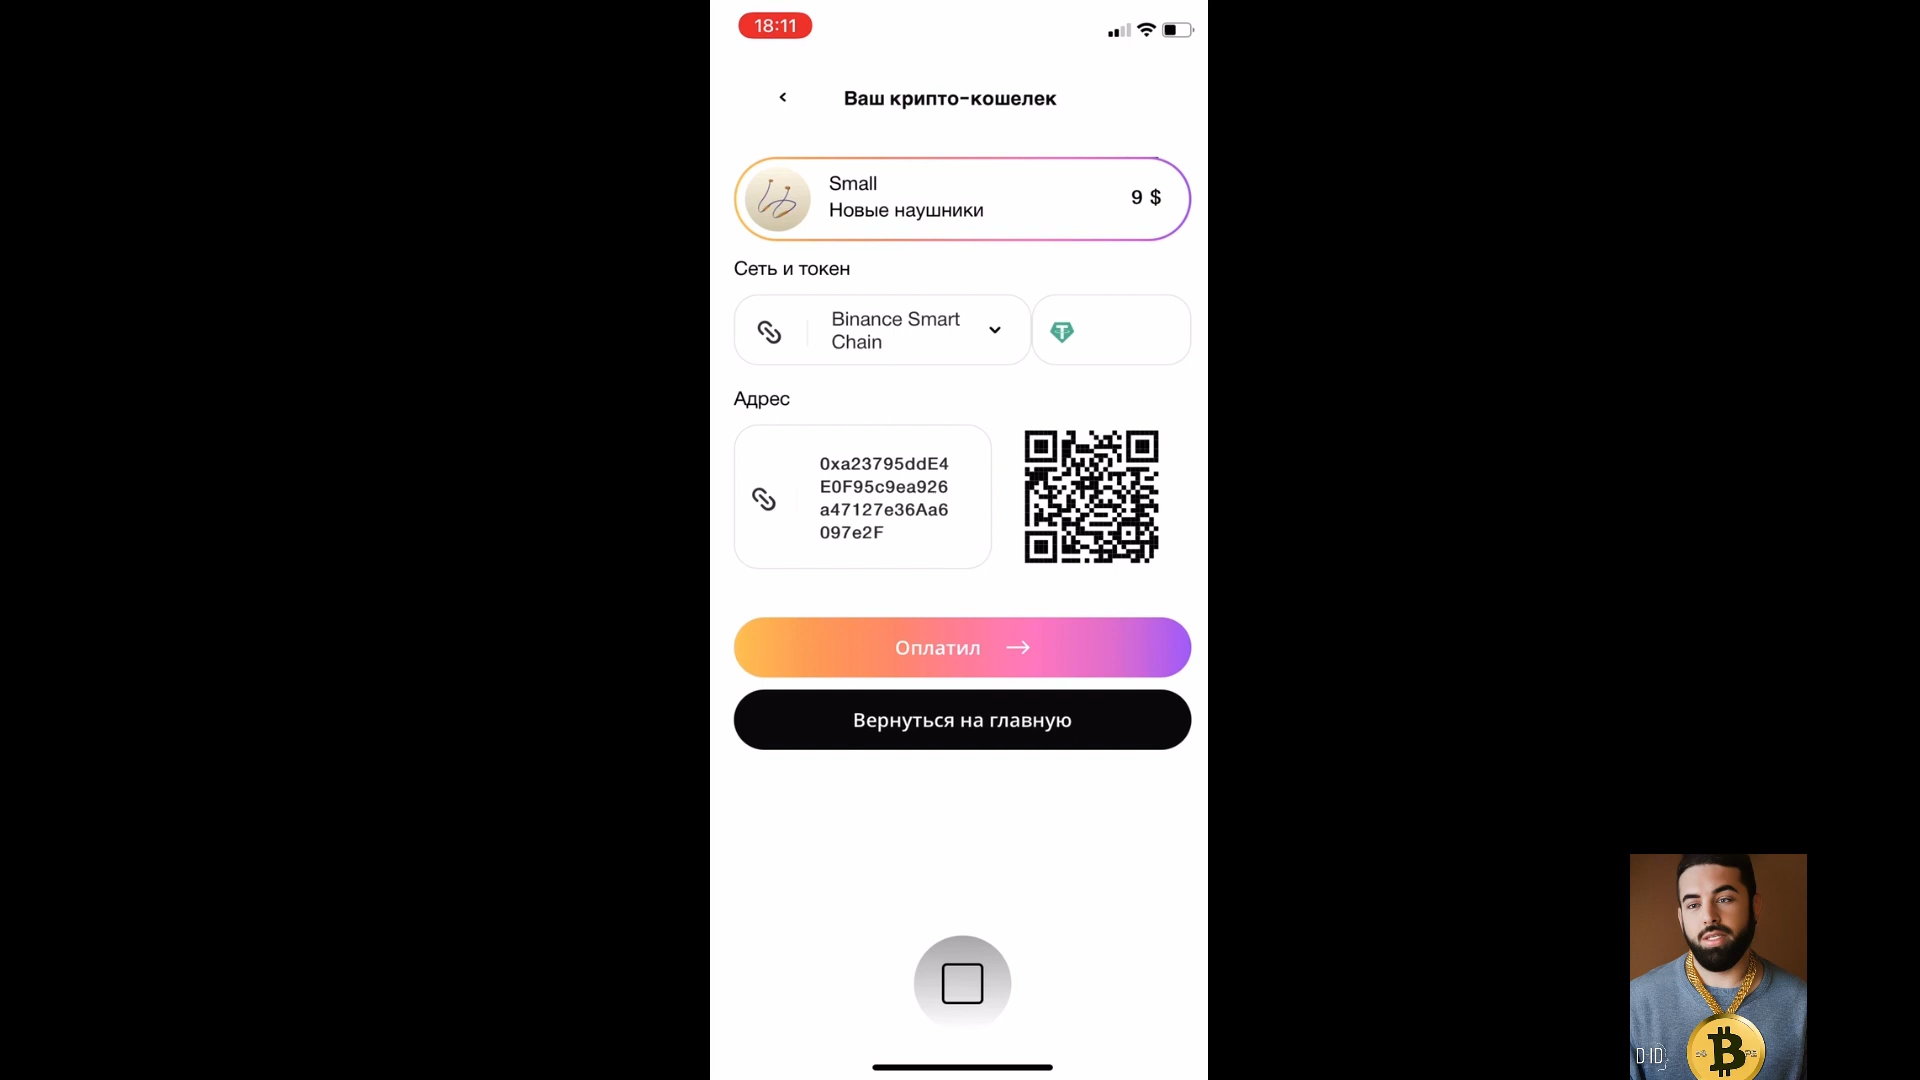 18:11
Ваш крипто-кошелек
Small
Новые наушники
9 $
Сеть и токен
Binance Smart
Chain
Адрес
0xa23795ddE4
E0F95c9ea926
a47127e36Aa6
097e2F
Оплатил
Вернуться на главную
D-ID